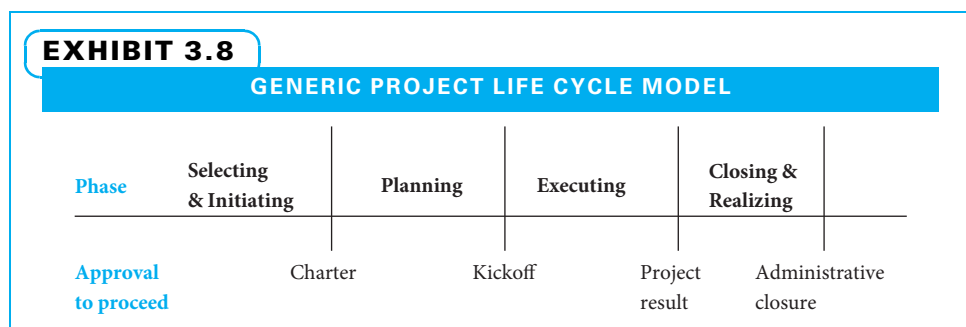 EXHIBIT 3.8
GENERIC PROJECT LIFE CYCLE MODEL
Phase
Selecting
& Initiating
Planning
Executing
Closing &
Realizing
Approval
to proceed
Charter
Kickoff
Project
result
Administrative
closure